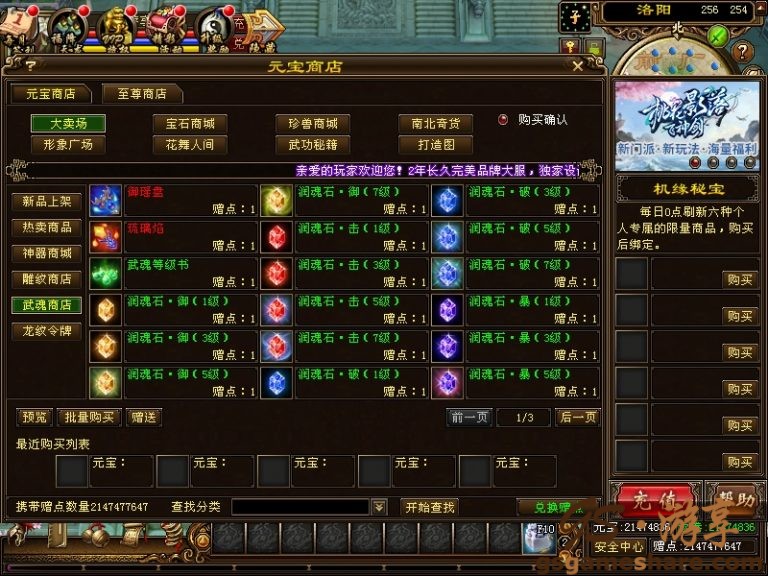 洛阳 256 254
北
元宝商店
元宝商店 至尊商店
大卖场 宝石商城 珍兽商城 南北奇货 购买确认
形象广场 花舞人间 武功秘籍 打造图
亲爱的玩家欢迎您！2年长久完美品牌大服，独家设
新品上架
热卖商品
神器商城
雕纹商店
武魂商店
龙纹令牌
御瑶盘 赠点：1
润魂石·御（7级） 赠点：1
润魂石·破（3级） 赠点：1
琉璃焰 赠点：1
润魂石·击（1级） 赠点：1
润魂石·破（5级） 赠点：1
武魂等级书 赠点：1
润魂石·击（3级） 赠点：1
润魂石·破（7级） 赠点：1
润魂石·御（1级） 赠点：1
润魂石·击（5级） 赠点：1
润魂石·暴（1级） 赠点：1
润魂石·御（3级） 赠点：1
润魂石·击（7级） 赠点：1
润魂石·暴（3级） 赠点：1
润魂石·御（5级） 赠点：1
润魂石·破（1级） 赠点：1
润魂石·暴（5级） 赠点：1
预览 批量购买 赠送 前一页 1/3 后一页
最近购买列表
元宝： 元宝： 元宝： 元宝： 元宝：
携带赠点数量2147477647 查找分类 开始查找 兑换赠点
桃花影落
新门派·新玩法·海量福利
机缘秘宝
每日0点刷新六种个
人专属的限量商品，购买
后绑定。
购买
购买
购买
购买
购买
购买
充值 帮助
F10
安全中心 赠点:2147477647
gsgameshare.com